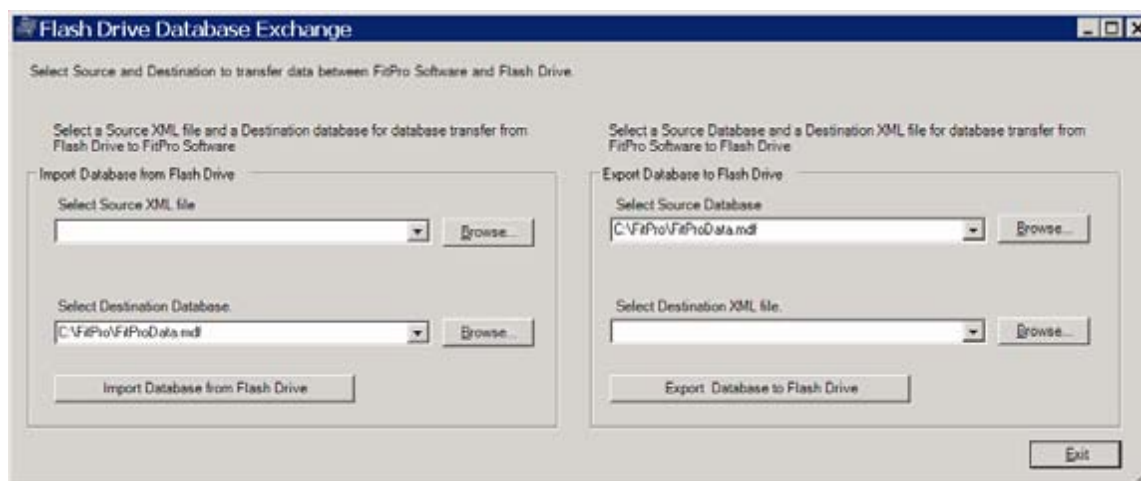 Flash Drive Database Exchange
Select Source and Destination to transfer data between FitPro Software and Flash Drive.
Select a Source XML file and a Destination database for database transfer from
Flash Drive to FitPro Software
Import Database from Flash Drive
Select Source XML file
Browse...
Select Destination Database.
C:\FitPro\FitProData.mdf
Browse...
Import Database from Flash Drive
Select a Source Database and a Destination XML file for database transfer from
FitPro Software to Flash Drive
Export Database to Flash Drive
Select Source Database
C:\FitPro\FitProData.mdf
Browse...
Select Destination XML file.
Browse...
Export Database to Flash Drive
Exit